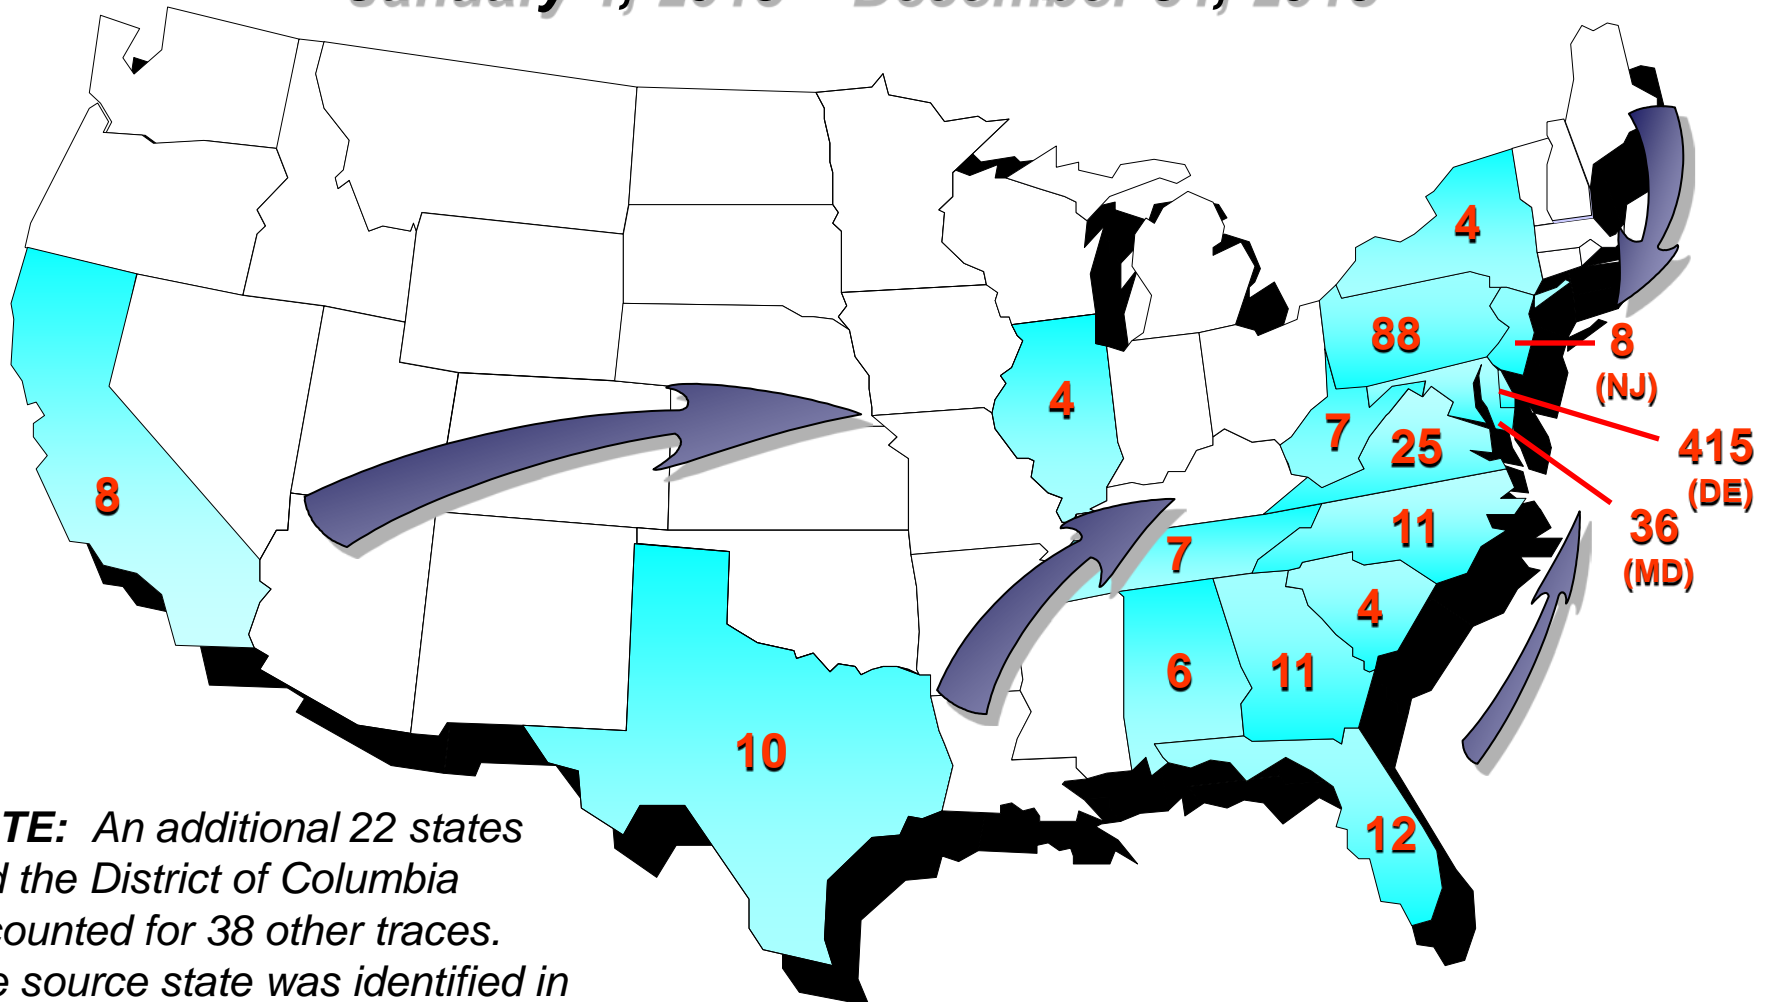 4
88
8
(NJ)
4
7
25
415
(DE)
8
36
(MD)
11
7
4
6
11
10
12
TE: An additional 22 states
the District of Columbia
counted for 38 other traces.
source state was identified in